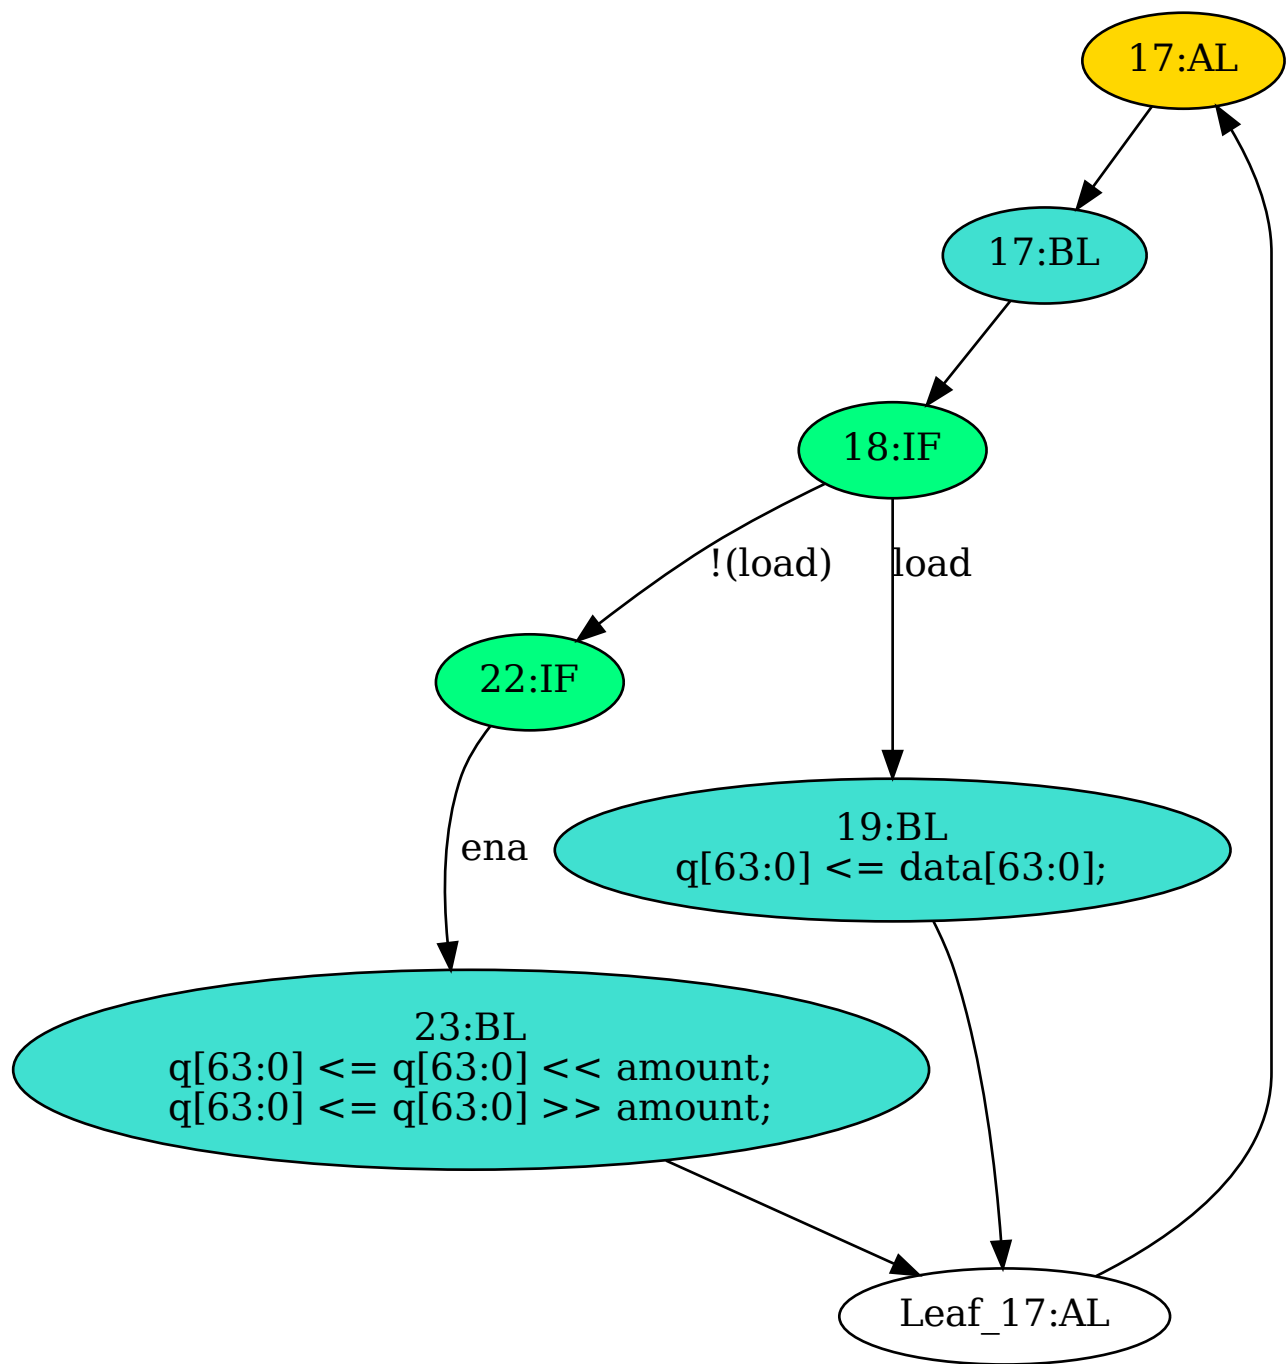 17:AL
17:BL
18:IF
!(load)
load
22:IF
ena
19:BL
q[63:0] <= data[63:0];
23:BL
q[63:0] <= q[63:0] << amount;
q[63:0] <= q[63:0] >> amount;
Leaf_17:AL